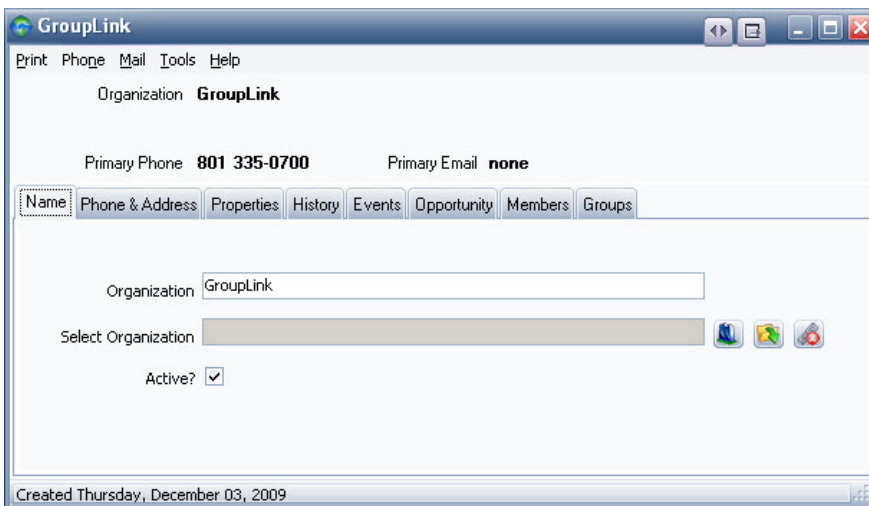 GroupLink
Print Phone Mail Tools Help
Organization GroupLink
Primary Phone 801 335-0700 Primary Email none
Name Phone & Address Properties History Events Opportunity Members Groups
Organization GroupLink
Select Organization
Active?
Created Thursday, December 03, 2009